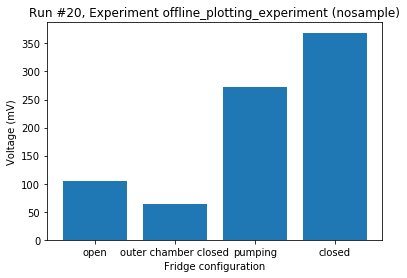 Run #20, Experiment offline_plotting_experiment (nosample)
350
300
250
200
150
100
50
0
Voltage (mV)
open outer chamber closed pumping closed
Fridge configuration